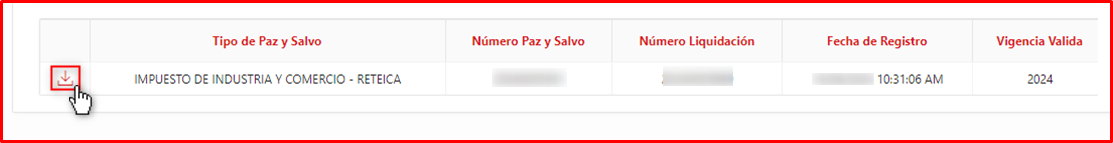 Tipo de Paz y Salvo Número Paz y Salvo Número Liquidación Fecha de Registro Vigencia Valida
IMPUESTO DE INDUSTRIA Y COMERCIO - RETEICA 10:31:06 AM 2024